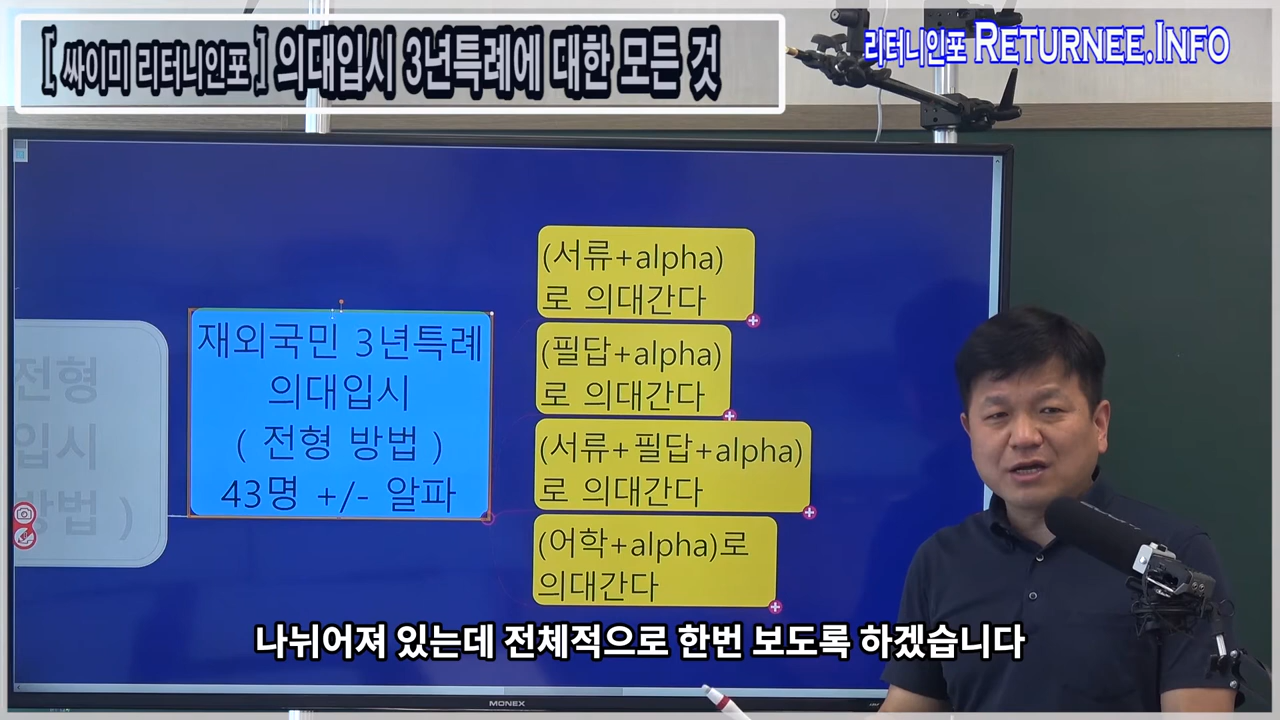 [ 싸이미 리터니인포 ] 의대입시 3년특례에 대한 모든 것
리터니인포 RETURNEE.INFO
(서류+alpha)
로 의대간다
재외국민 3년특례
의대입시
( 전형 방법 )
43명 +/- 알파
(필답+alpha)
로 의대간다
(서류+필답+alpha)
로 의대간다
(어학+alpha)로
의대간다
전형
입시
방법 )
나뉘어져 있는데 전체적으로 한번 보도록 하겠습니다
MONEX